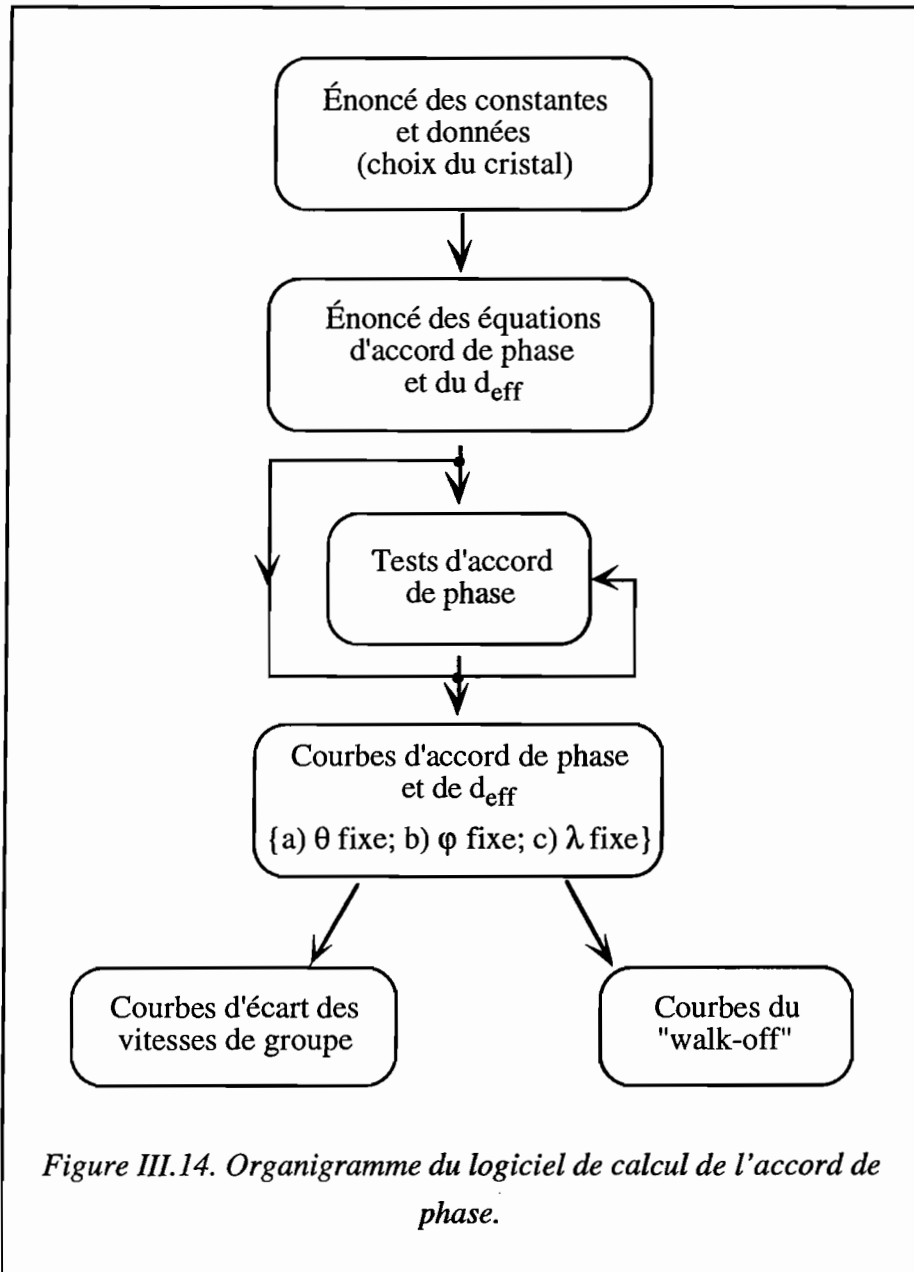 Énoncé des constantes
et données
(choix du cristal)
Énoncé des équations
d'accord de phase
et du d_eff
Tests d'accord
de phase
Courbes d'accord de phase
et de d_eff
{a) θ fixe; b) φ fixe; c) λ fixe}
Courbes d'écart des
vitesses de groupe
Courbes du
"walk-off"
Figure III.14. Organigramme du logiciel de calcul de l'accord de
phase.